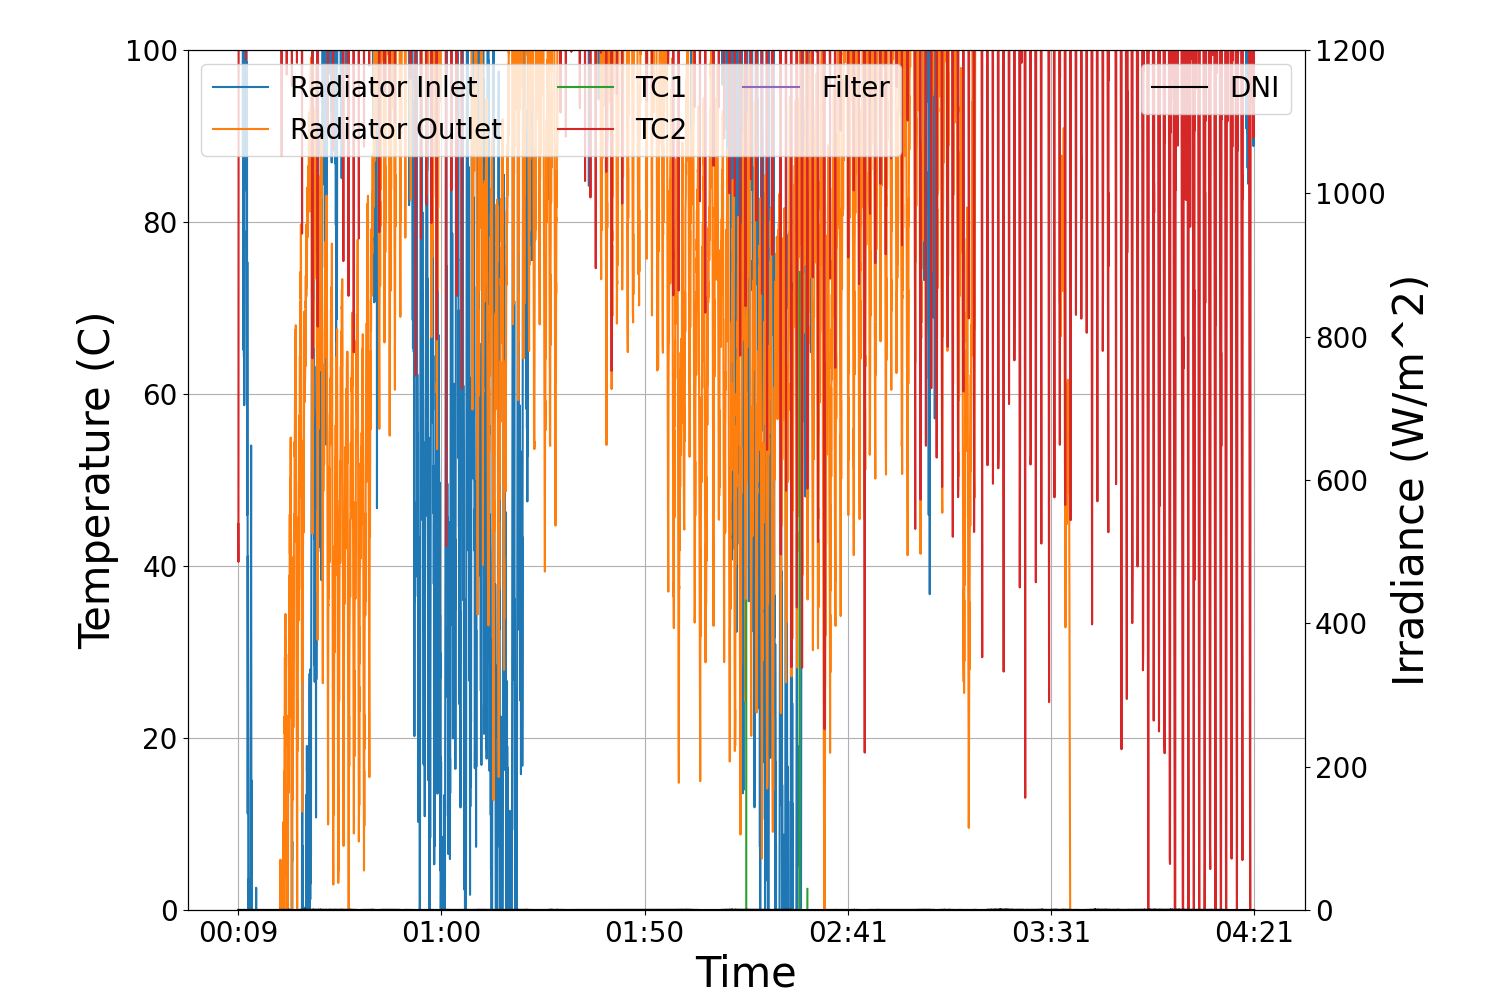 100
80
60
40
20
0
Temperature (C)
Radiator Inlet
Radiator Outlet
TC1
TC2
Filter
DNI
1200
1000
800
600
400
200
0
Irradiance (W/m^2)
00:09
01:00
01:50
02:41
03:31
04:21
Time